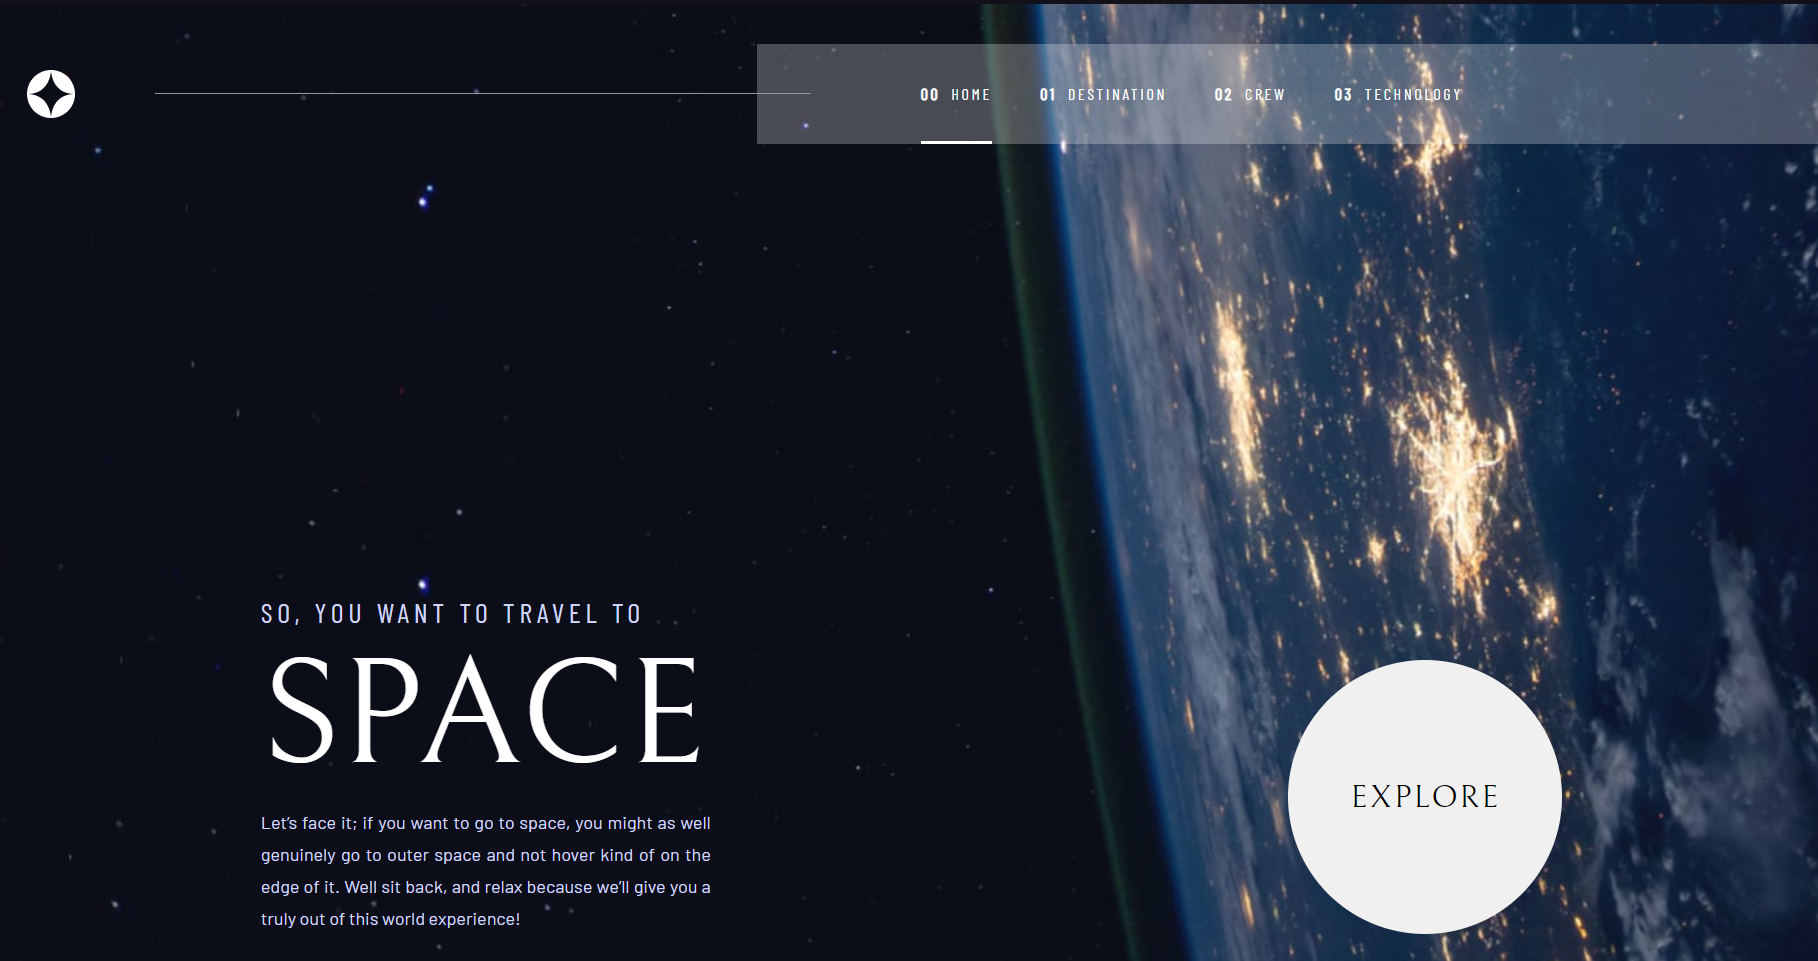 00 HOME 01 DESTINATION 02 CREW 03 TECHNOLOGY
SO, YOU WANT TO TRAVEL TO
SPACE
Let’s face it; if you want to go to space, you might as well
genuinely go to outer space and not hover kind of on the
edge of it. Well sit back, and relax because we’ll give you a
truly out of this world experience!
EXPLORE